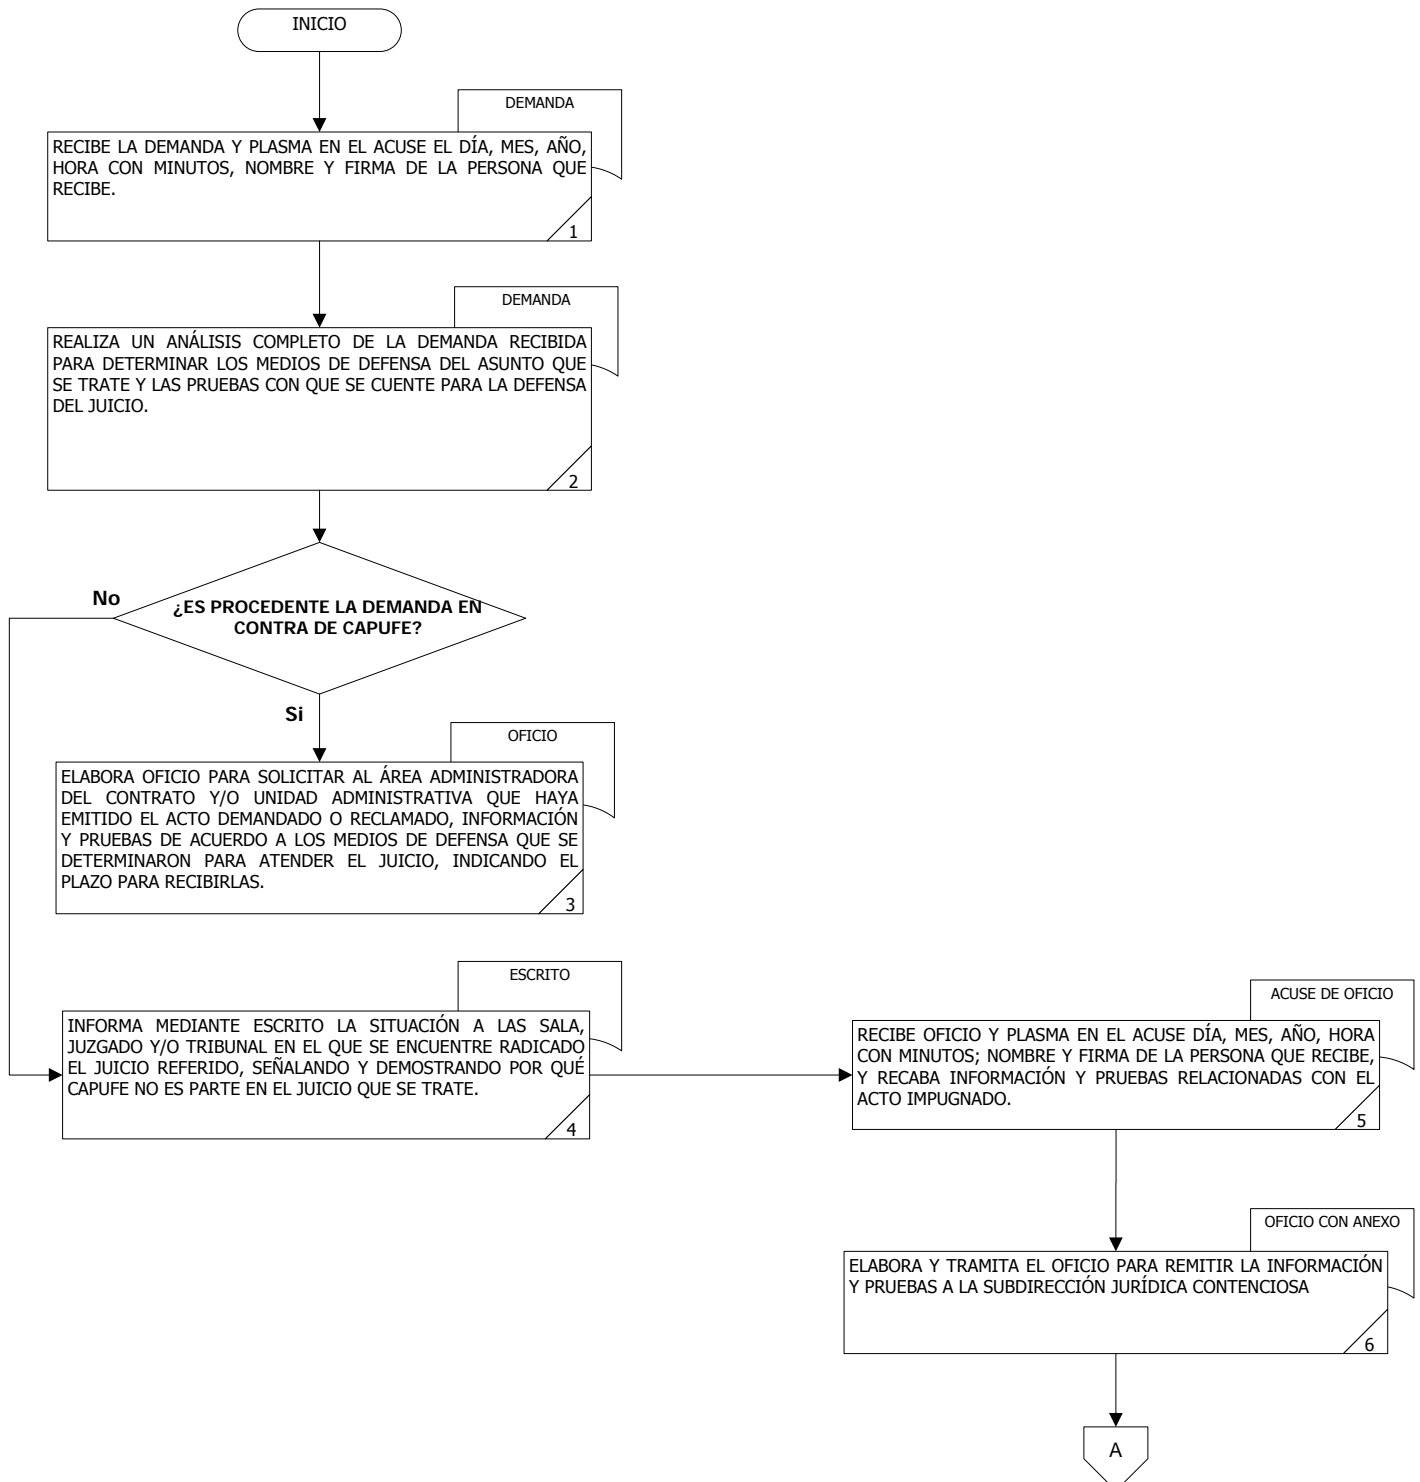 INICIO
DEMANDA
RECIBE LA DEMANDA Y PLASMA EN EL ACUSE EL DÍA, MES, AÑO,
HORA CON MINUTOS, NOMBRE Y FIRMA DE LA PERSONA QUE
RECIBE.
1
DEMANDA
REALIZA UN ANÁLISIS COMPLETO DE LA DEMANDA RECIBIDA
PARA DETERMINAR LOS MEDIOS DE DEFENSA DEL ASUNTO QUE
SE TRATE Y LAS PRUEBAS CON QUE SE CUENTE PARA LA DEFENSA
DEL JUICIO.
2
No
¿ES PROCEDENTE LA DEMANDA EN
CONTRA DE CAPUFE?
Si
OFICIO
ELABORA OFICIO PARA SOLICITAR AL ÁREA ADMINISTRADORA
DEL CONTRATO Y/O UNIDAD ADMINISTRATIVA QUE HAYA
EMITIDO EL ACTO DEMANDADO O RECLAMADO, INFORMACIÓN
Y PRUEBAS DE ACUERDO A LOS MEDIOS DE DEFENSA QUE SE
DETERMINARON PARA ATENDER EL JUICIO, INDICANDO EL
PLAZO PARA RECIBIRLAS.
3
ESCRITO
INFORMA MEDIANTE ESCRITO LA SITUACIÓN A LAS SALA,
JUZGADO Y/O TRIBUNAL EN EL QUE SE ENCUENTRE RADICADO
EL JUICIO REFERIDO, SEÑALANDO Y DEMOSTRANDO POR QUÉ
CAPUFE NO ES PARTE EN EL JUICIO QUE SE TRATE.
4
ACUSE DE OFICIO
RECIBE OFICIO Y PLASMA EN EL ACUSE DÍA, MES, AÑO, HORA
CON MINUTOS; NOMBRE Y FIRMA DE LA PERSONA QUE RECIBE,
Y RECABA INFORMACIÓN Y PRUEBAS RELACIONADAS CON EL
ACTO IMPUGNADO.
5
OFICIO CON ANEXO
ELABORA Y TRAMITA EL OFICIO PARA REMITIR LA INFORMACIÓN
Y PRUEBAS A LA SUBDIRECCIÓN JURÍDICA CONTENCIOSA
6
A